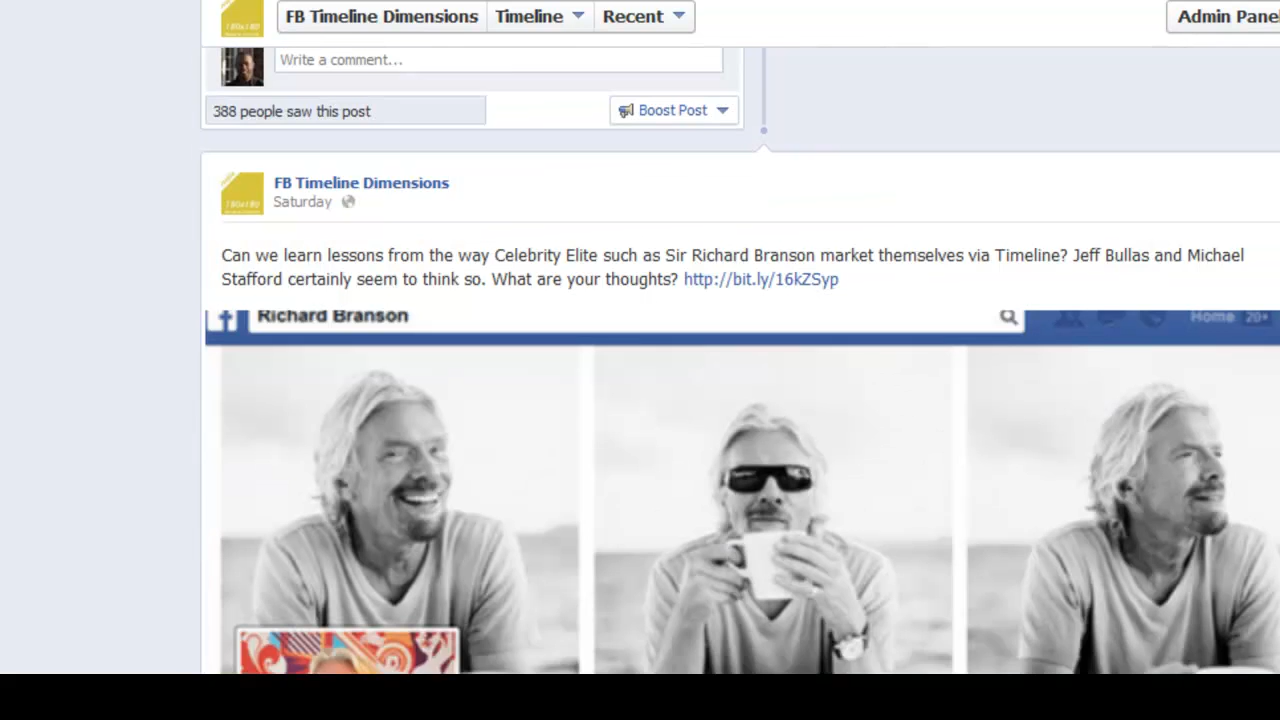 FB Timeline Dimensions Timeline Recent Admin Panel
Write a comment...
388 people saw this post Boost Post
FB Timeline Dimensions
Saturday
Can we learn lessons from the way Celebrity Elite such as Sir Richard Branson market themselves via Timeline? Jeff Bullas and Michael
Stafford certainly seem to think so. What are your thoughts? http://bit.ly/16kZSyp
Richard Branson Home 20+